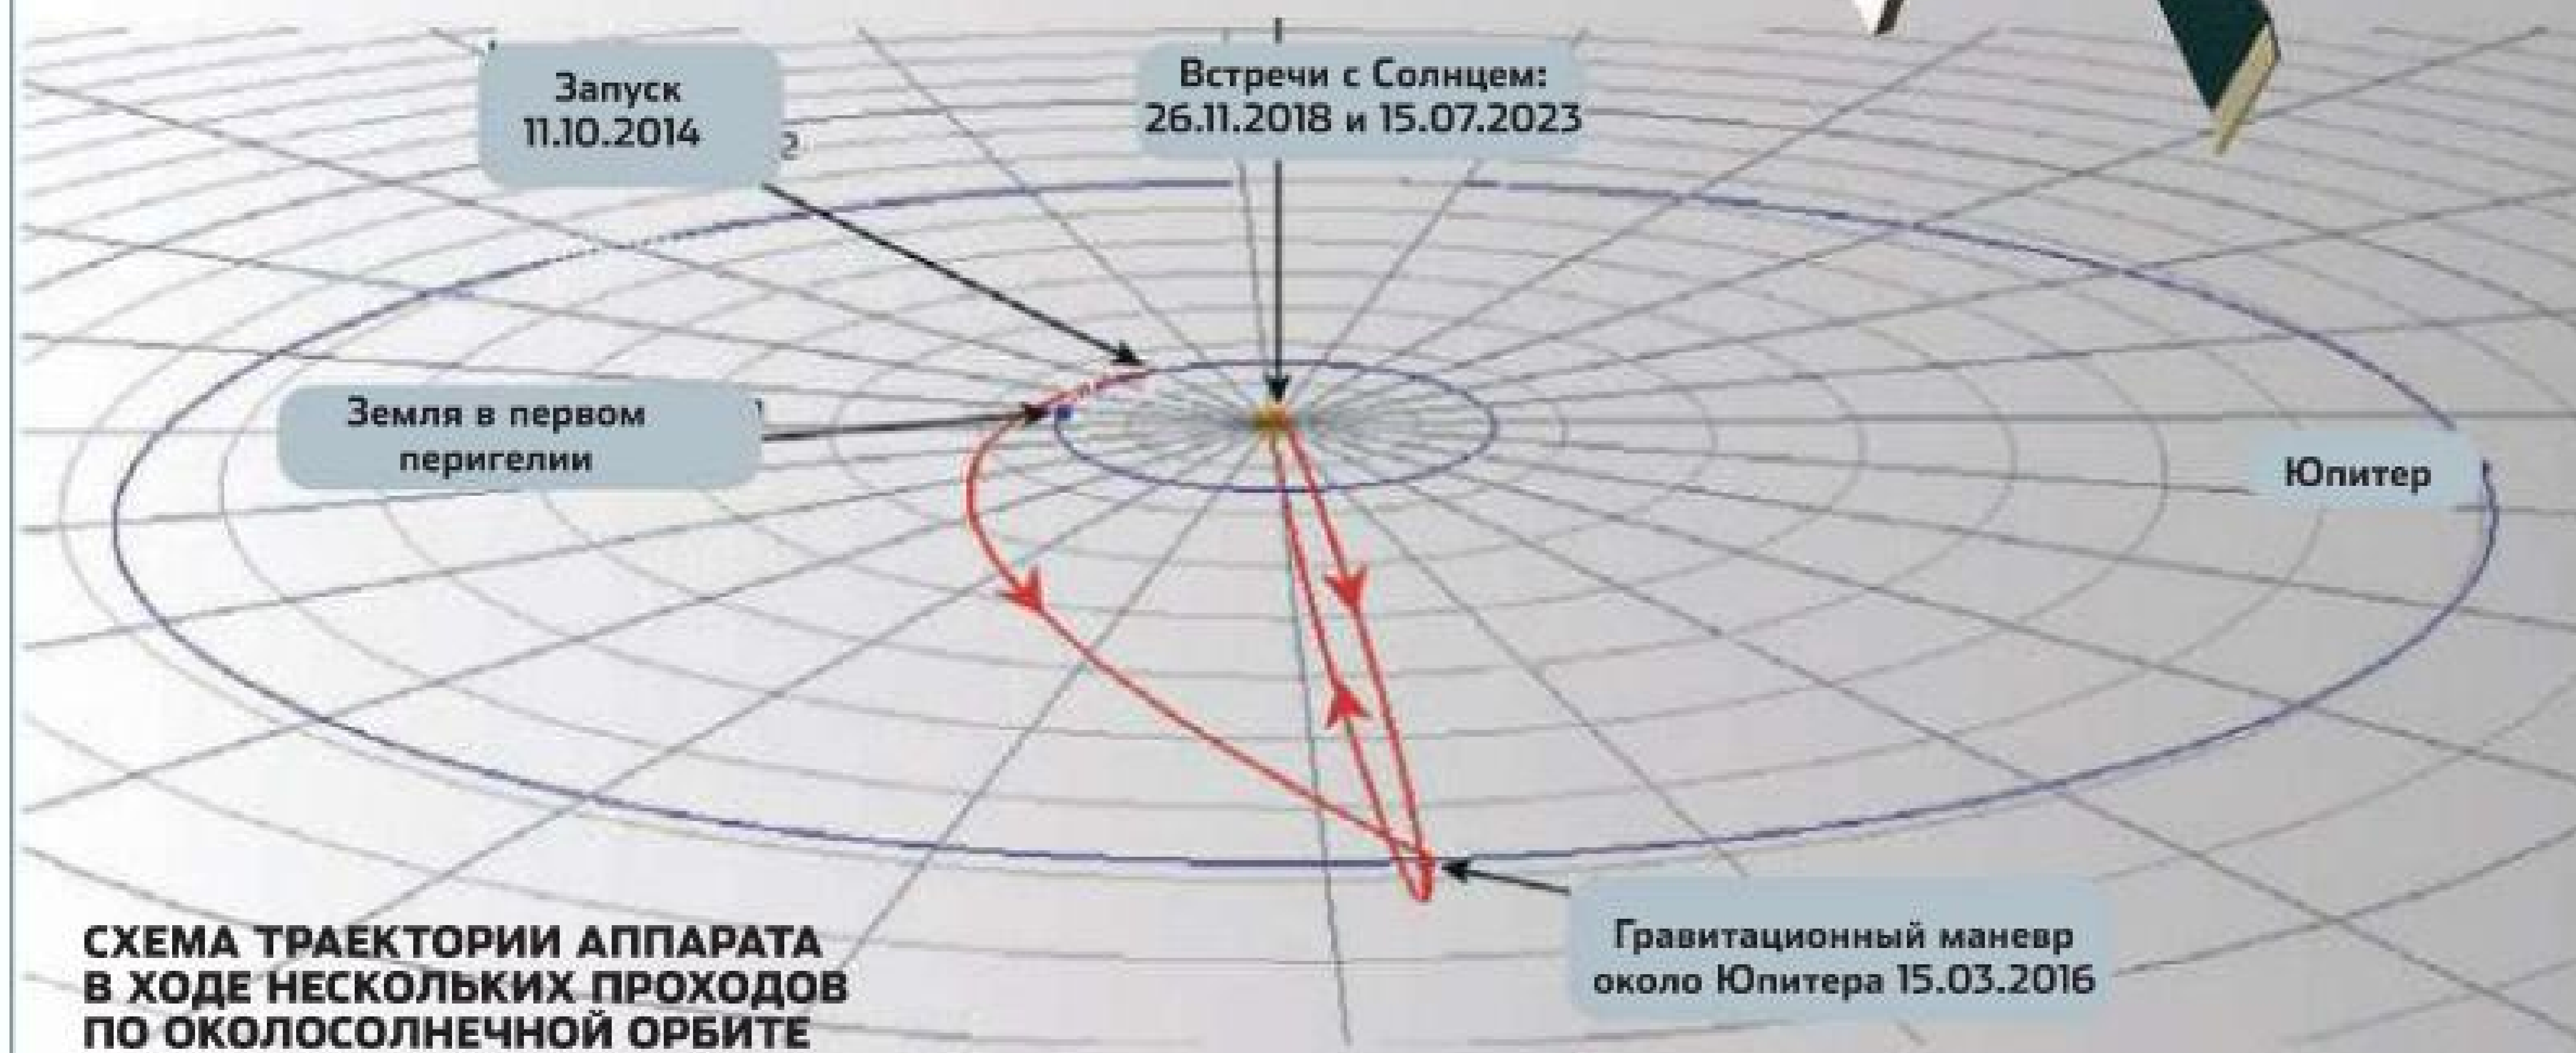 Запуск
11.10.2014
2
Встречи с Солнцем:
26.11.2018 и 15.07.2023
Земля в первом
перигелии
Юпитер
Гравитационный маневр
около Юпитера 15.03.2016
СХЕМА ТРАЕКТОРИИ АППАРАТА
В ХОДЕ НЕСКОЛЬКИХ ПРОХОДОВ
ПО ОКОЛОСОЛНЕЧНОЙ ОРБИТЕ